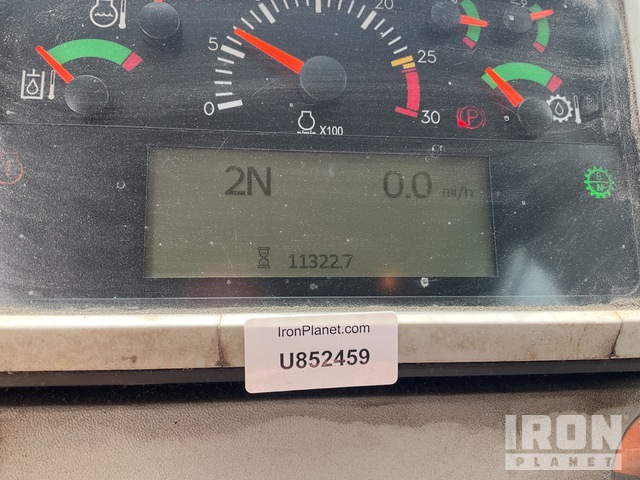 20
5
25
0
30
X100
2N 0.0 mi/h
11322.7
IronPlanet.com
U852459
IRON
PLANET